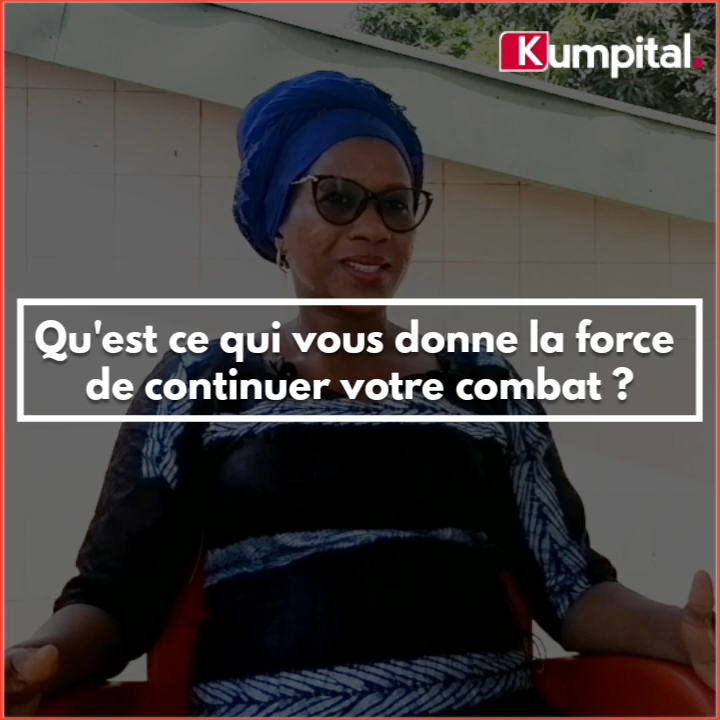 Kumpital.
Qu'est ce qui vous donne la force
de continuer votre combat ?